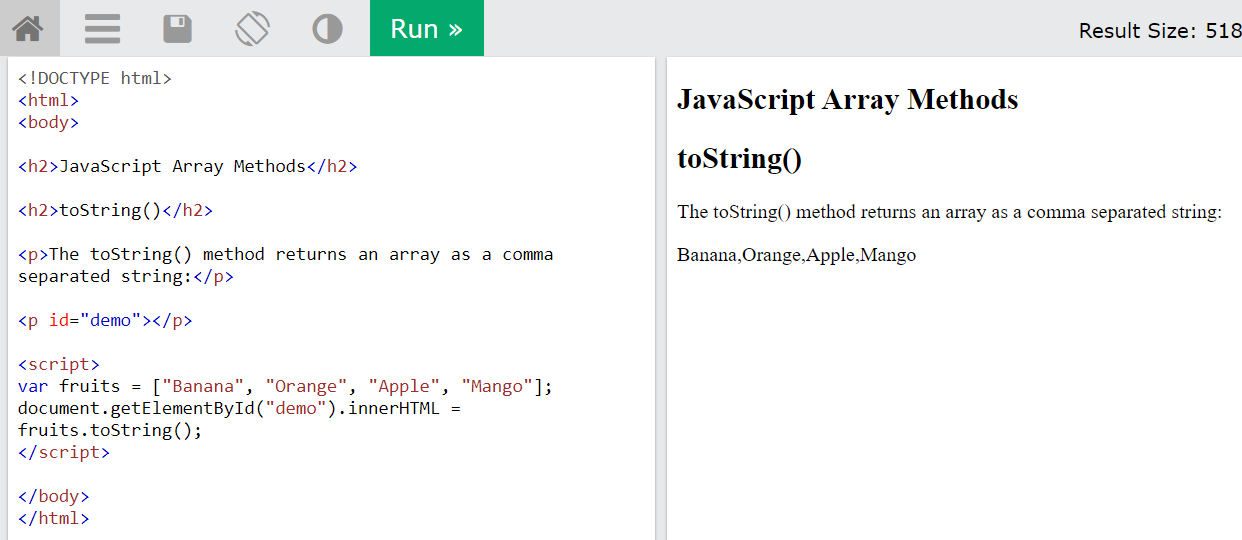 Run »
Result Size: 518
<!DOCTYPE html>
<html>
<body>
<h2>JavaScript Array Methods</h2>
<h2>toString()</h2>
<p>The toString() method returns an array as a comma
separated string:</p>
<p id="demo"></p>
<script>
var fruits = ["Banana", "Orange", "Apple", "Mango"];
document.getElementById("demo").innerHTML =
fruits.toString();
</script>
</body>
</html>
JavaScript Array Methods
toString()
The toString() method returns an array as a comma separated string:
Banana,Orange,Apple,Mango